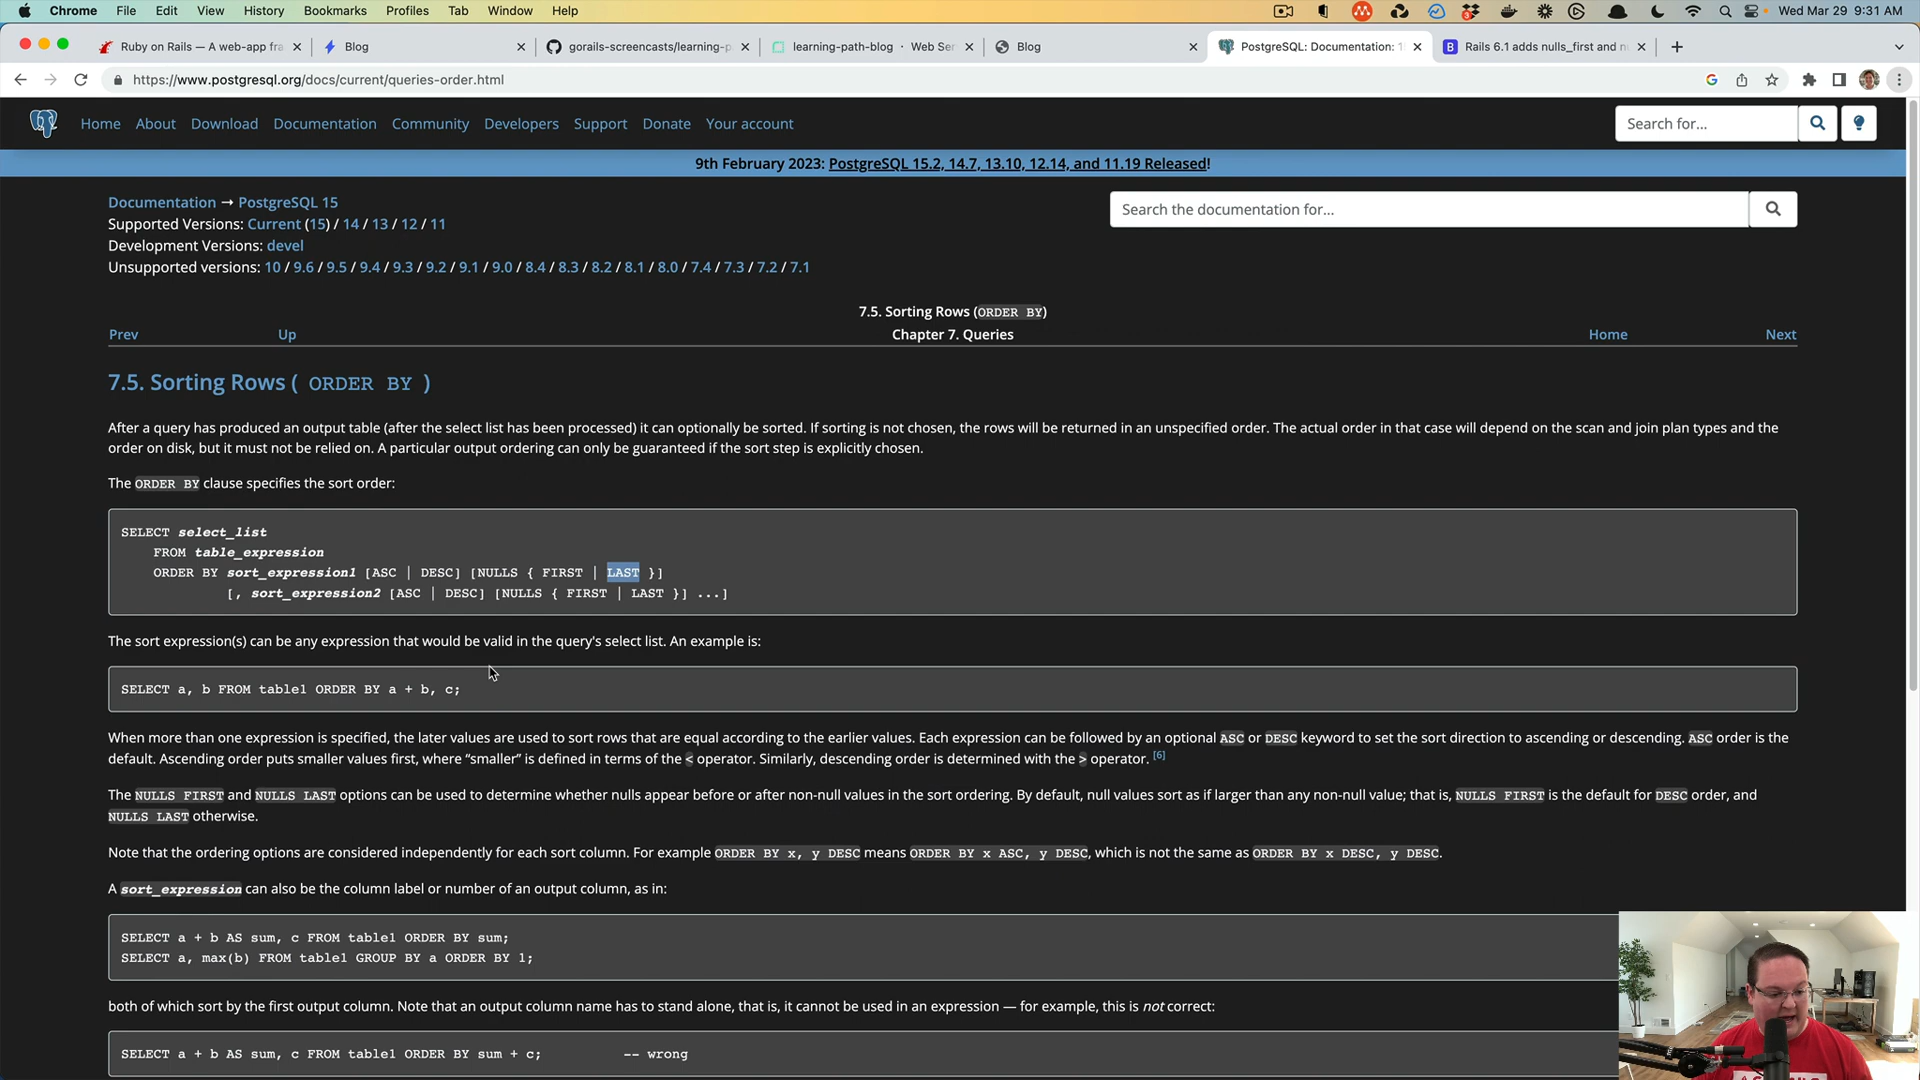 Chrome File Edit View History Bookmarks Profiles Tab Window Help Wed Mar 29 9:31 AM
Ruby on Rails — A web-app fra Blog gorails-screencasts/learning-p learning-path-blog · Web Ser Blog PostgreSQL: Documentation: 1 Rails 6.1 adds nulls_first and n
https://www.postgresql.org/docs/current/queries-order.html
Home About Download Documentation Community Developers Support Donate Your account Search for...
9th February 2023: PostgreSQL 15.2, 14.7, 13.10, 12.14, and 11.19 Released!
Documentation → PostgreSQL 15
Search the documentation for...
Supported Versions: Current (15) / 14 / 13 / 12 / 11
Development Versions: devel
Unsupported versions: 10 / 9.6 / 9.5 / 9.4 / 9.3 / 9.2 / 9.1 / 9.0 / 8.4 / 8.3 / 8.2 / 8.1 / 8.0 / 7.4 / 7.3 / 7.2 / 7.1
7.5. Sorting Rows (ORDER BY)
Prev Up Chapter 7. Queries Home Next
7.5. Sorting Rows ( ORDER BY )
After a query has produced an output table (after the select list has been processed) it can optionally be sorted. If sorting is not chosen, the rows will be returned in an unspecified order. The actual order in that case will depend on the scan and join plan types and the
order on disk, but it must not be relied on. A particular output ordering can only be guaranteed if the sort step is explicitly chosen.
The ORDER BY clause specifies the sort order:
SELECT select_list
FROM table_expression
ORDER BY sort_expression1 [ASC | DESC] [NULLS { FIRST | LAST }]
[, sort_expression2 [ASC | DESC] [NULLS { FIRST | LAST }] ...]
The sort expression(s) can be any expression that would be valid in the query's select list. An example is:
SELECT a, b FROM table1 ORDER BY a + b, c;
When more than one expression is specified, the later values are used to sort rows that are equal according to the earlier values. Each expression can be followed by an optional ASC or DESC keyword to set the sort direction to ascending or descending. ASC order is the
default. Ascending order puts smaller values first, where “smaller” is defined in terms of the < operator. Similarly, descending order is determined with the > operator. [6]
The NULLS FIRST and NULLS LAST options can be used to determine whether nulls appear before or after non-null values in the sort ordering. By default, null values sort as if larger than any non-null value; that is, NULLS FIRST is the default for DESC order, and
NULLS LAST otherwise.
Note that the ordering options are considered independently for each sort column. For example ORDER BY x, y DESC means ORDER BY x ASC, y DESC, which is not the same as ORDER BY x DESC, y DESC.
A sort_expression can also be the column label or number of an output column, as in:
SELECT a + b AS sum, c FROM table1 ORDER BY sum;
SELECT a, max(b) FROM table1 GROUP BY a ORDER BY 1;
both of which sort by the first output column. Note that an output column name has to stand alone, that is, it cannot be used in an expression — for example, this is not correct:
SELECT a + b AS sum, c FROM table1 ORDER BY sum + c; -- wrong